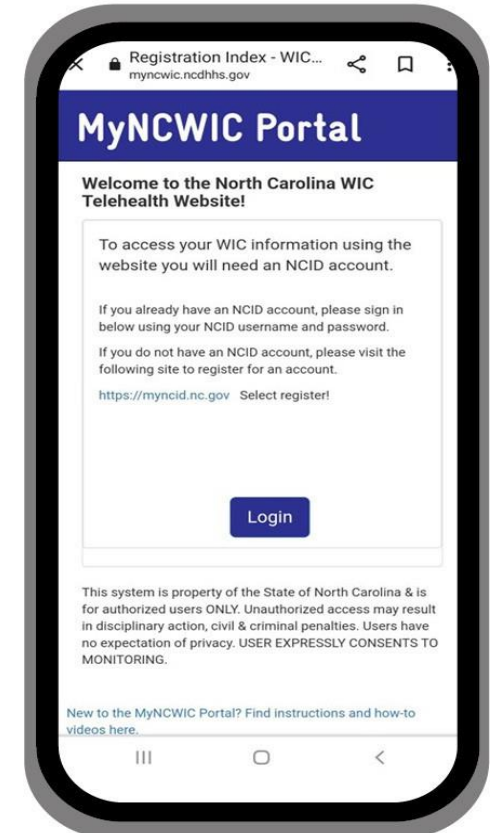 Registration Index - WIC...
myncwic.ncdhhs.gov
MyNCWIC Portal
Welcome to the North Carolina WIC
Telehealth Website!
To access your WIC information using the
website you will need an NCID account.
If you already have an NCID account, please sign in
below using your NCID username and password.
If you do not have an NCID account, please visit the
following site to register for an account.
https://myncid.nc.gov Select register!
Login
This system is property of the State of North Carolina & is
for authorized users ONLY. Unauthorized access may result
in disciplinary action, civil & criminal penalties. Users have
no expectation of privacy. USER EXPRESSLY CONSENTS TO
MONITORING.
New to the MyNCWIC Portal? Find instructions and how-to
videos here.